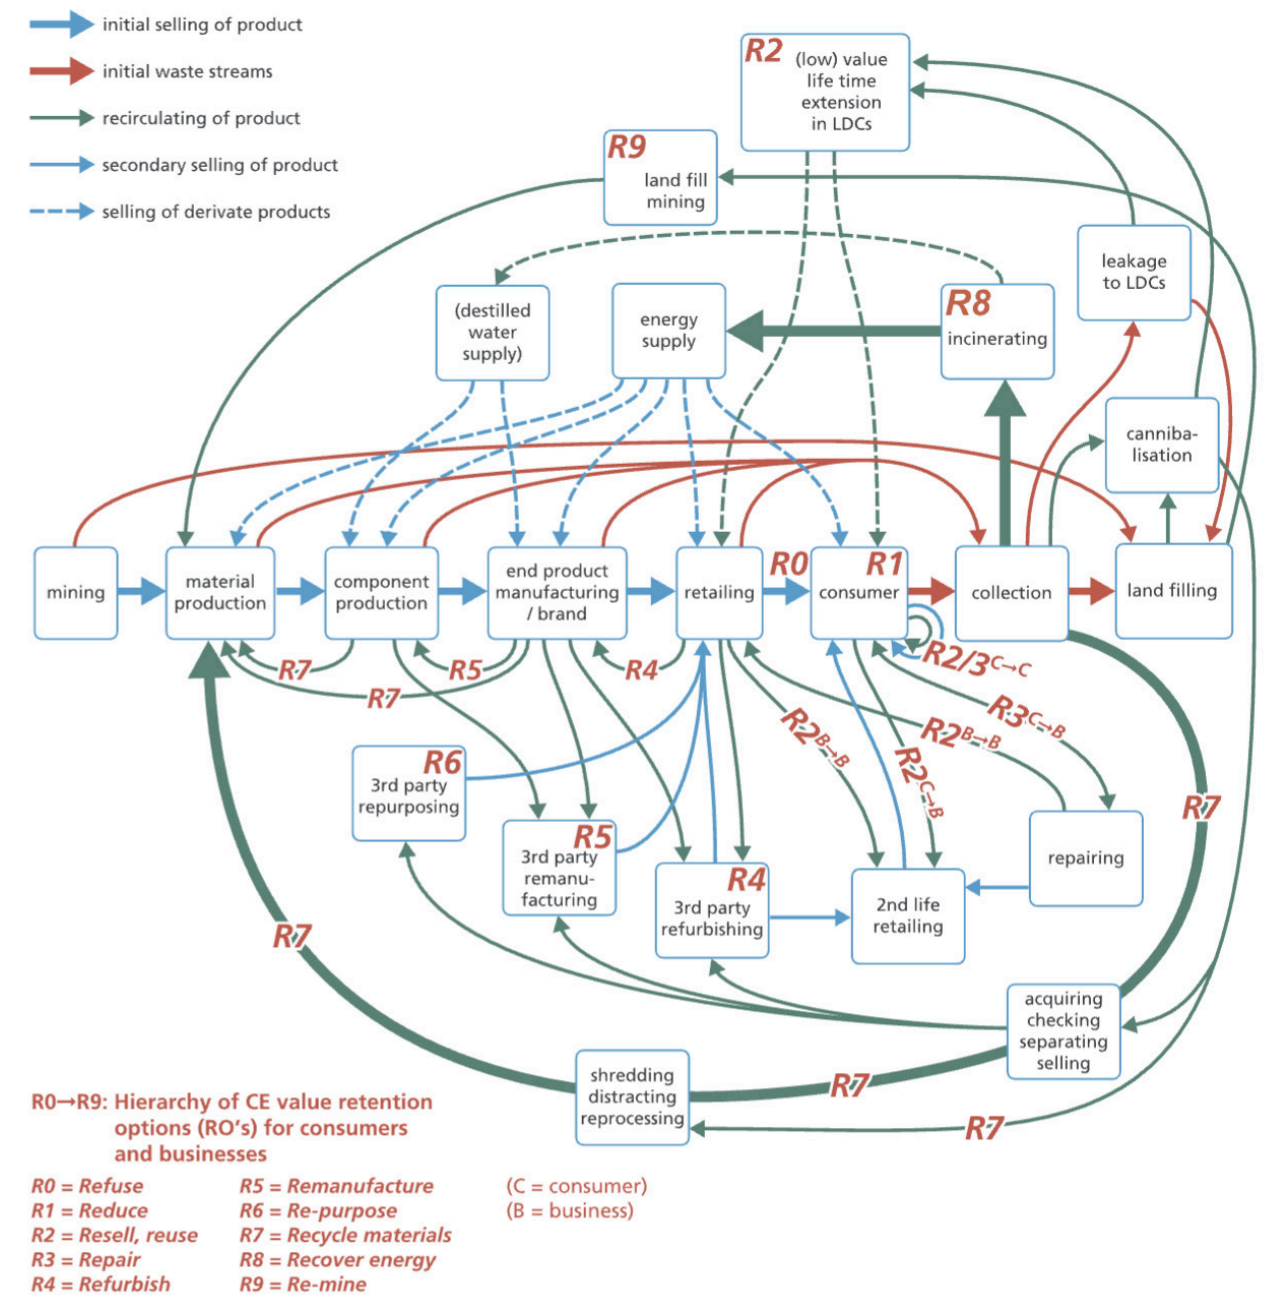 initial selling of product
initial waste streams
recirculating of product
secondary selling of product
selling of derivate products
R2 (low) value
life time
extension
in LDCs
R9
land fill
mining
leakage
to LDCs
(destilled
water
supply)
energy
supply
R8
incinerating
canniba-
lisation
mining
material
production
component
production
end product
manufacturing
/ brand
retailing
R0
R1
consumer
collection
land filling
R7
R7
R5
R4
R2/3C→C
R3C→B
R2B→B
R2B→B
R2C→B
R7
R6
3rd party
repurposing
R5
3rd party
remanu-
facturing
R4
3rd party
refurbishing
2nd life
retailing
repairing
R7
acquiring
checking
separating
selling
shredding
distracting
reprocessing
R7
R7
R0→R9: Hierarchy of CE value retention
options (RO's) for consumers
and businesses
R0 = Refuse
R1 = Reduce
R2 = Resell, reuse
R3 = Repair
R4 = Refurbish
R5 = Remanufacture
R6 = Re-purpose
R7 = Recycle materials
R8 = Recover energy
R9 = Re-mine
(C = consumer)
(B = business)